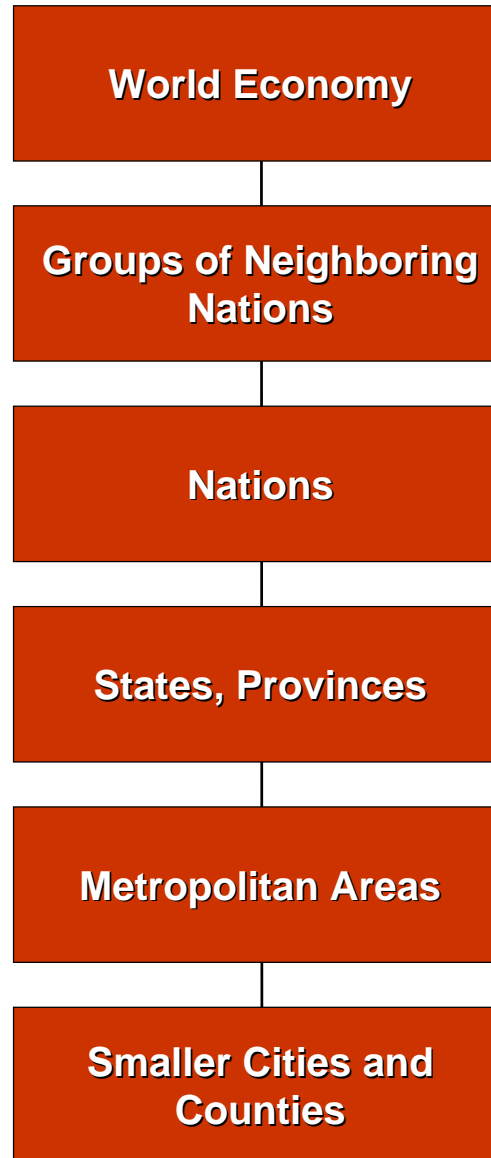 World Economy
Groups of Neighboring
Nations
Nations
States, Provinces
Metropolitan Areas
Smaller Cities and
Counties